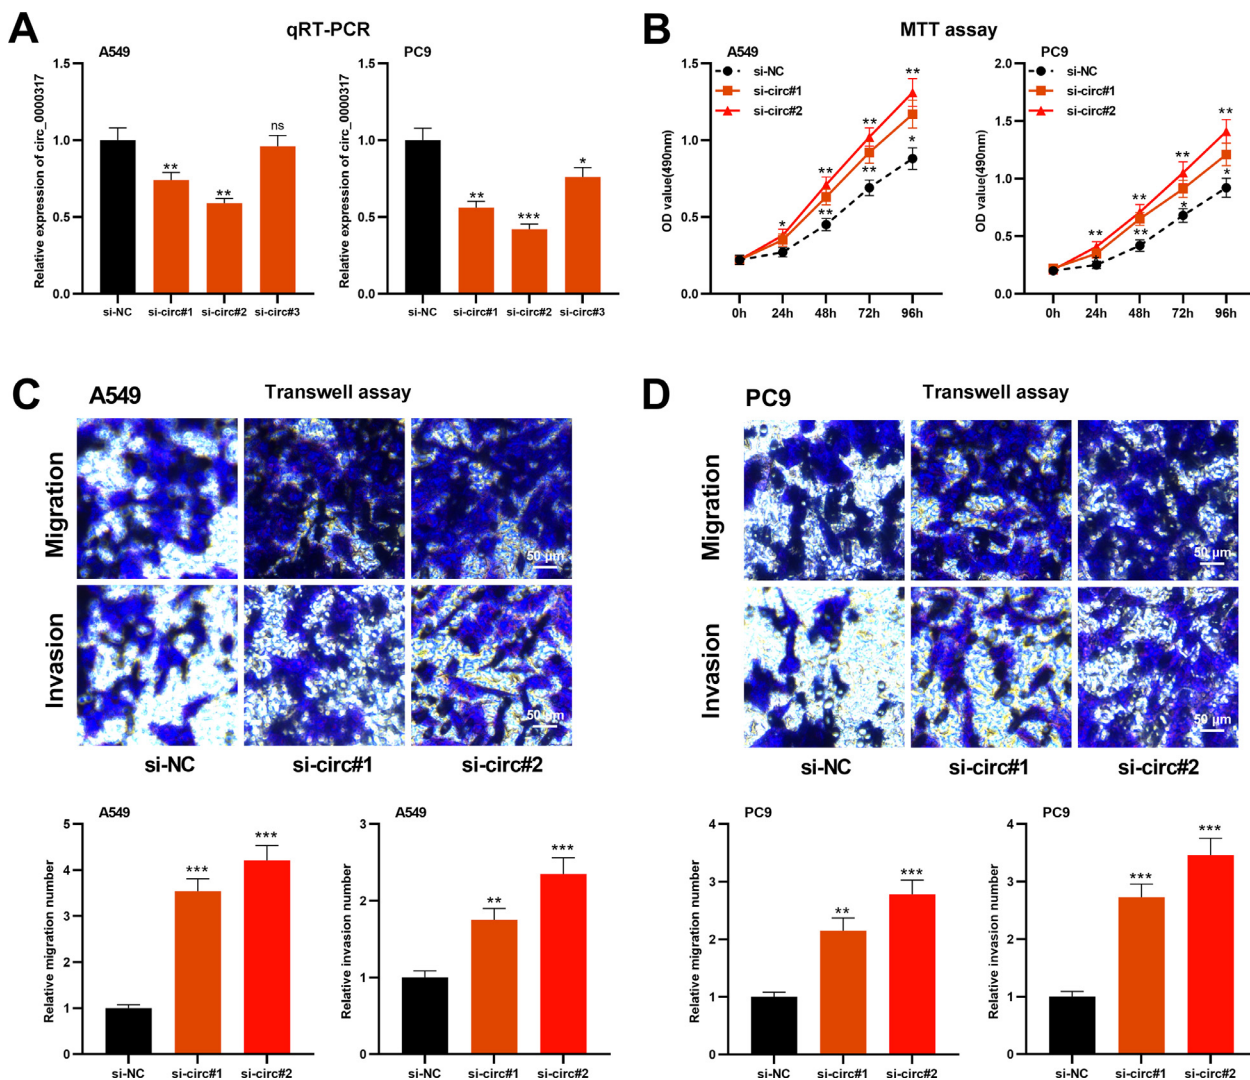 A
qRT-PCR
A549
Relative expression of circ_0000317
1.5
1.0
0.5
0.0
**
**
ns
si-NC
si-circ#1
si-circ#2
si-circ#3
PC9
Relative expression of circ_0000317
1.5
1.0
0.5
0.0
**
***
*
si-NC
si-circ#1
si-circ#2
si-circ#3
B
MTT assay
A549
si-NC
si-circ#1
si-circ#2
OD value(490nm)
1.5
1.0
0.5
0.0
*
**
**
**
**
**
*
0h
24h
48h
72h
96h
PC9
si-NC
si-circ#1
si-circ#2
OD value(490nm)
2.0
1.5
1.0
0.5
0.0
**
*
**
**
**
*
**
*
0h
24h
48h
72h
96h
C
A549
Transwell assay
Migration
50 μm
Invasion
50 μm
si-NC
si-circ#1
si-circ#2
A549
Relative migration number
5
4
3
2
1
0
***
***
si-NC
si-circ#1
si-circ#2
A549
Relative invasion number
3
2
1
0
**
***
si-NC
si-circ#1
si-circ#2
D
PC9
Transwell assay
Migration
50 μm
Invasion
50 μm
si-NC
si-circ#1
si-circ#2
PC9
Relative migration number
4
3
2
1
0
**
***
si-NC
si-circ#1
si-circ#2
PC9
Relative invasion number
4
3
2
1
0
***
***
si-NC
si-circ#1
si-circ#2